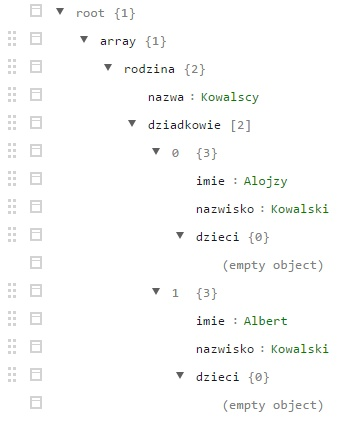 root {1}
array {1}
rodzina {2}
nazwa : Kowalscy
dziadkowie [2]
0 {3}
imie : Alojzy
nazwisko : Kowalski
dzieci {0}
(empty object)
1 {3}
imie : Albert
nazwisko : Kowalski
dzieci {0}
(empty object)